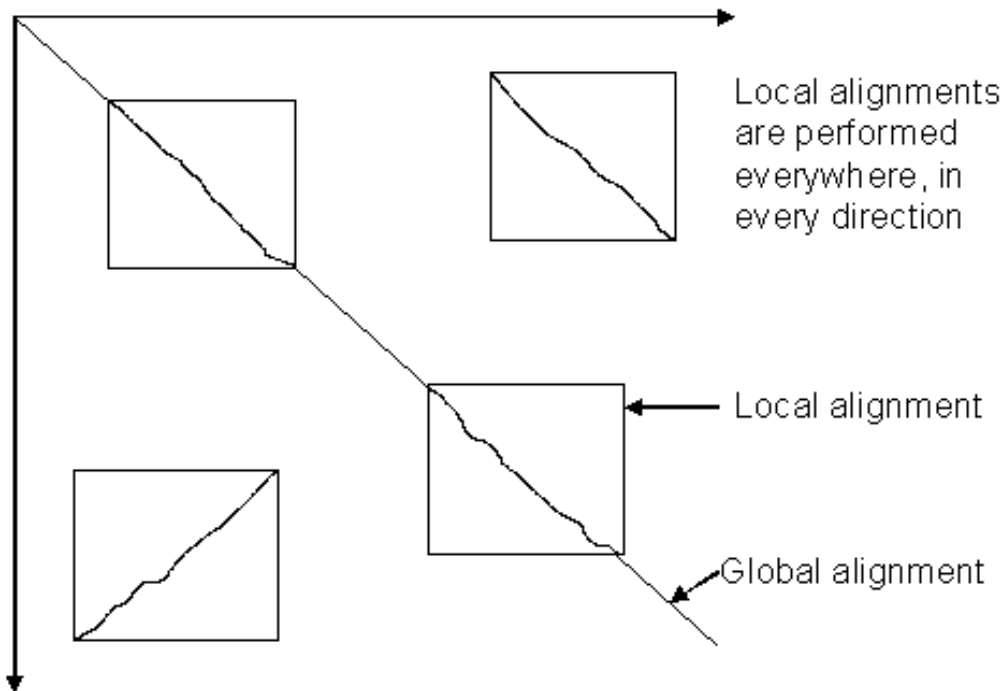 Local alignments
are performed
everywhere, in
every direction
Local alignment
Global alignment